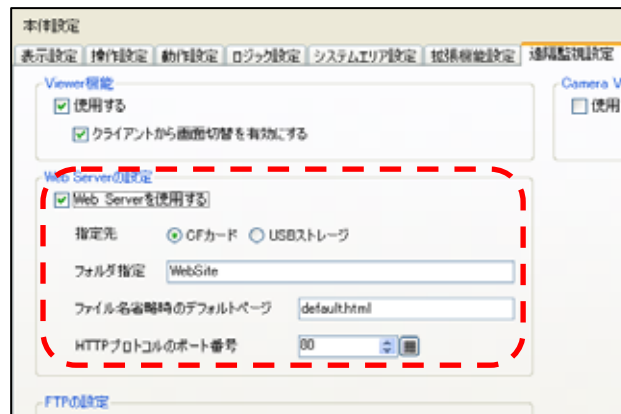 本体設定
表示設定 操作設定 動作設定 ロジック設定 システムエリア設定 拡張機能設定 遠隔監視設定
Viewer機能
使用する
クライアントから画面切替を有効にする
Camera V
使用
Web Serverの設定
Web Serverを使用する
指定先 CFカード USBストレージ
フォルダ指定 WebSite
ファイル名省略時のデフォルトページ default.html
HTTPプロトコルのポート番号 80
FTPの設定